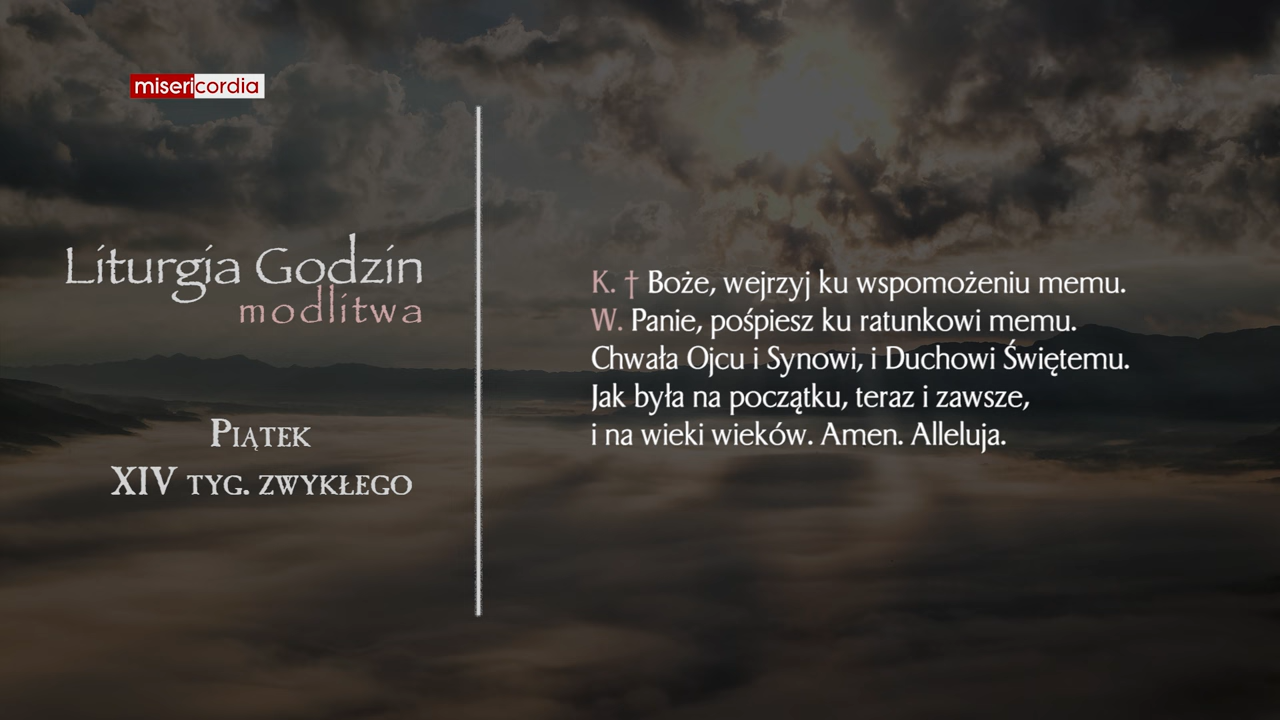 misericordia
Liturgia Godzin
modlitwa
Piątek
XIV tyg. zwykłego
K. † Boże, wejrzyj ku wspomożeniu memu.
W. Panie, pośpiesz ku ratunkowi memu.
Chwała Ojcu i Synowi, i Duchowi Świętemu.
Jak była na początku, teraz i zawsze,
i na wieki wieków. Amen. Alleluja.